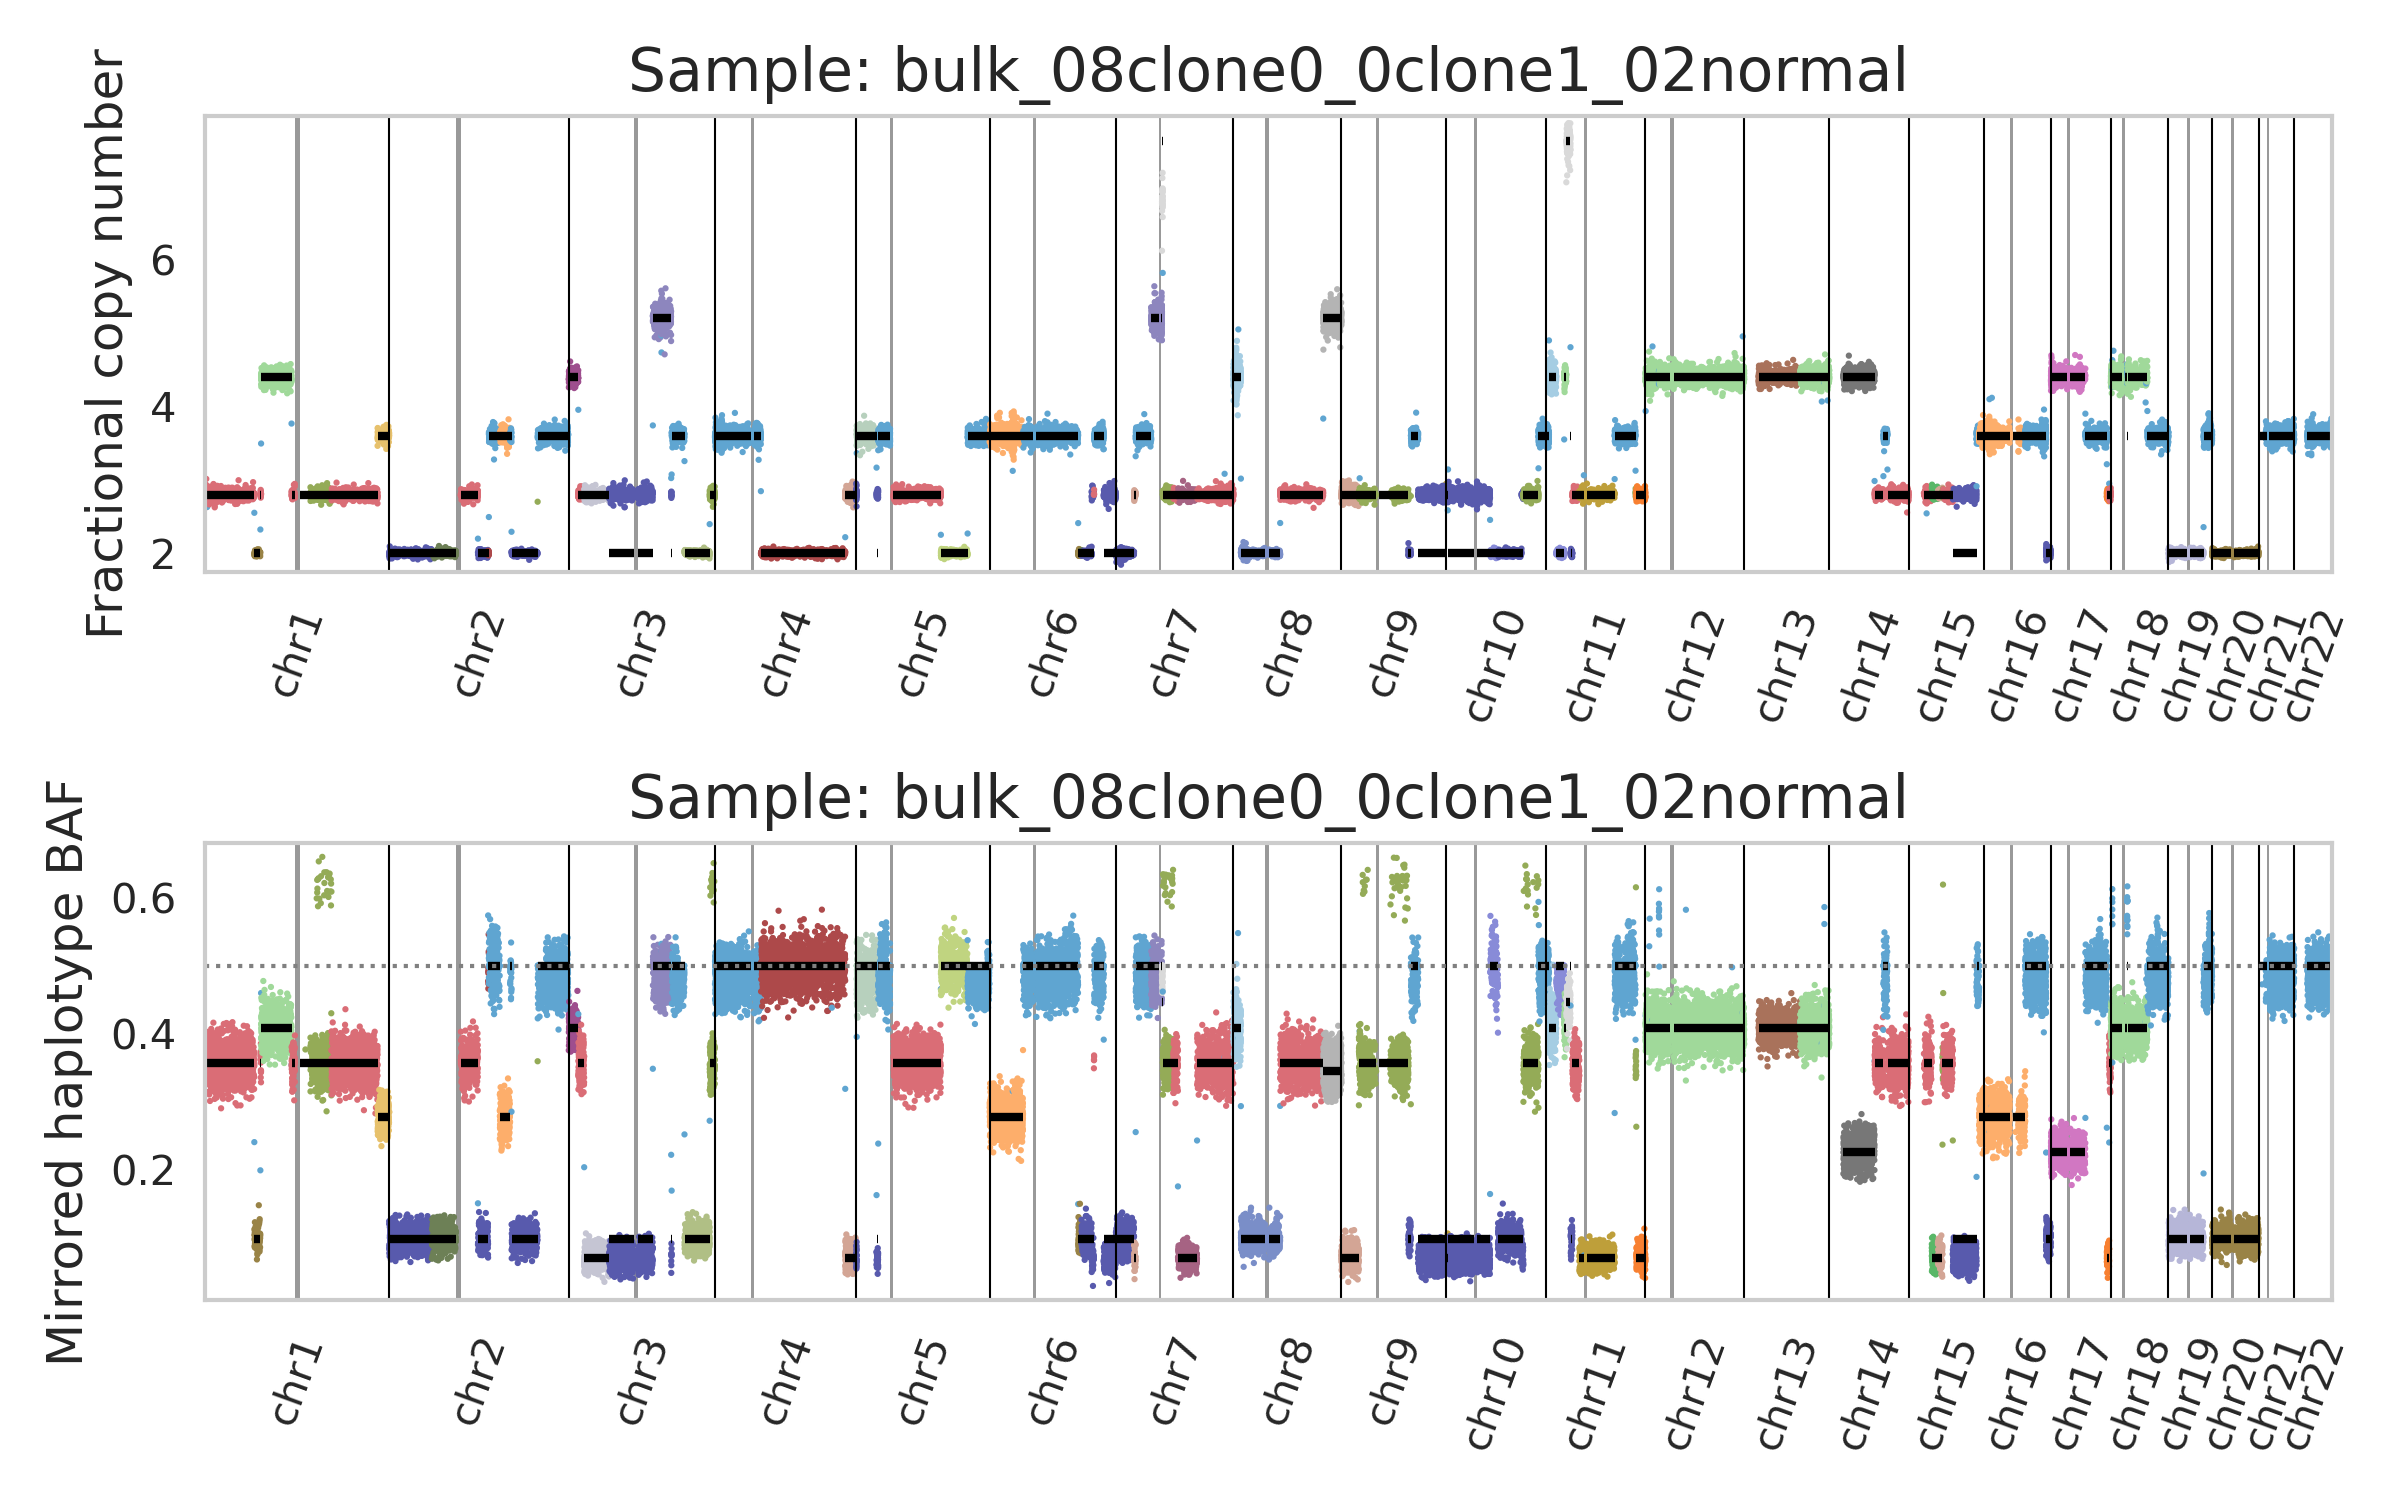 Sample: bulk_08clone0_0clone1_02normal
Fractional copy number
6
4
2
chr1 chr2 chr3 chr4 chr5 chr6 chr7 chr8 chr9 chr10 chr11 chr12 chr13 chr14 chr15 chr16 chr17 chr18 chr19 chr20 chr21 chr22
Sample: bulk_08clone0_0clone1_02normal
Mirrored haplotype BAF
0.6
0.4
0.2
chr1 chr2 chr3 chr4 chr5 chr6 chr7 chr8 chr9 chr10 chr11 chr12 chr13 chr14 chr15 chr16 chr17 chr18 chr19 chr20 chr21 chr22